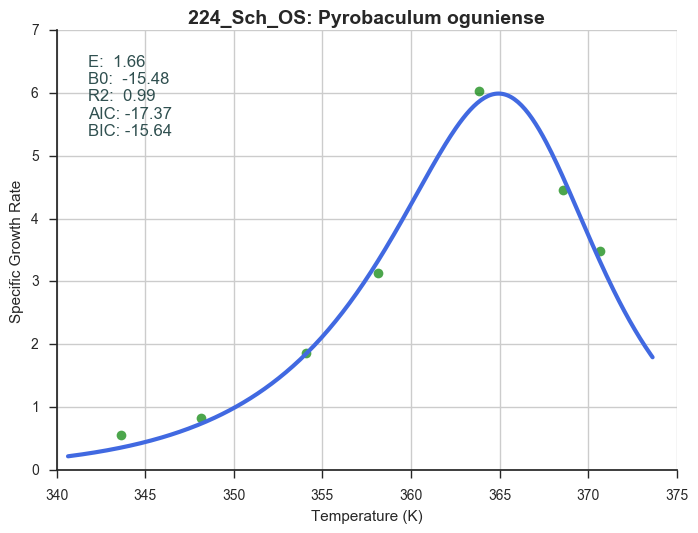 224_Sch_OS: Pyrobaculum oguniense
E:  1.66
B0:  -15.48
R2:  0.99
AIC: -17.37
BIC: -15.64
Specific Growth Rate
7
6
5
4
3
2
1
0
340 345 350 355 360 365 370 375
Temperature (K)